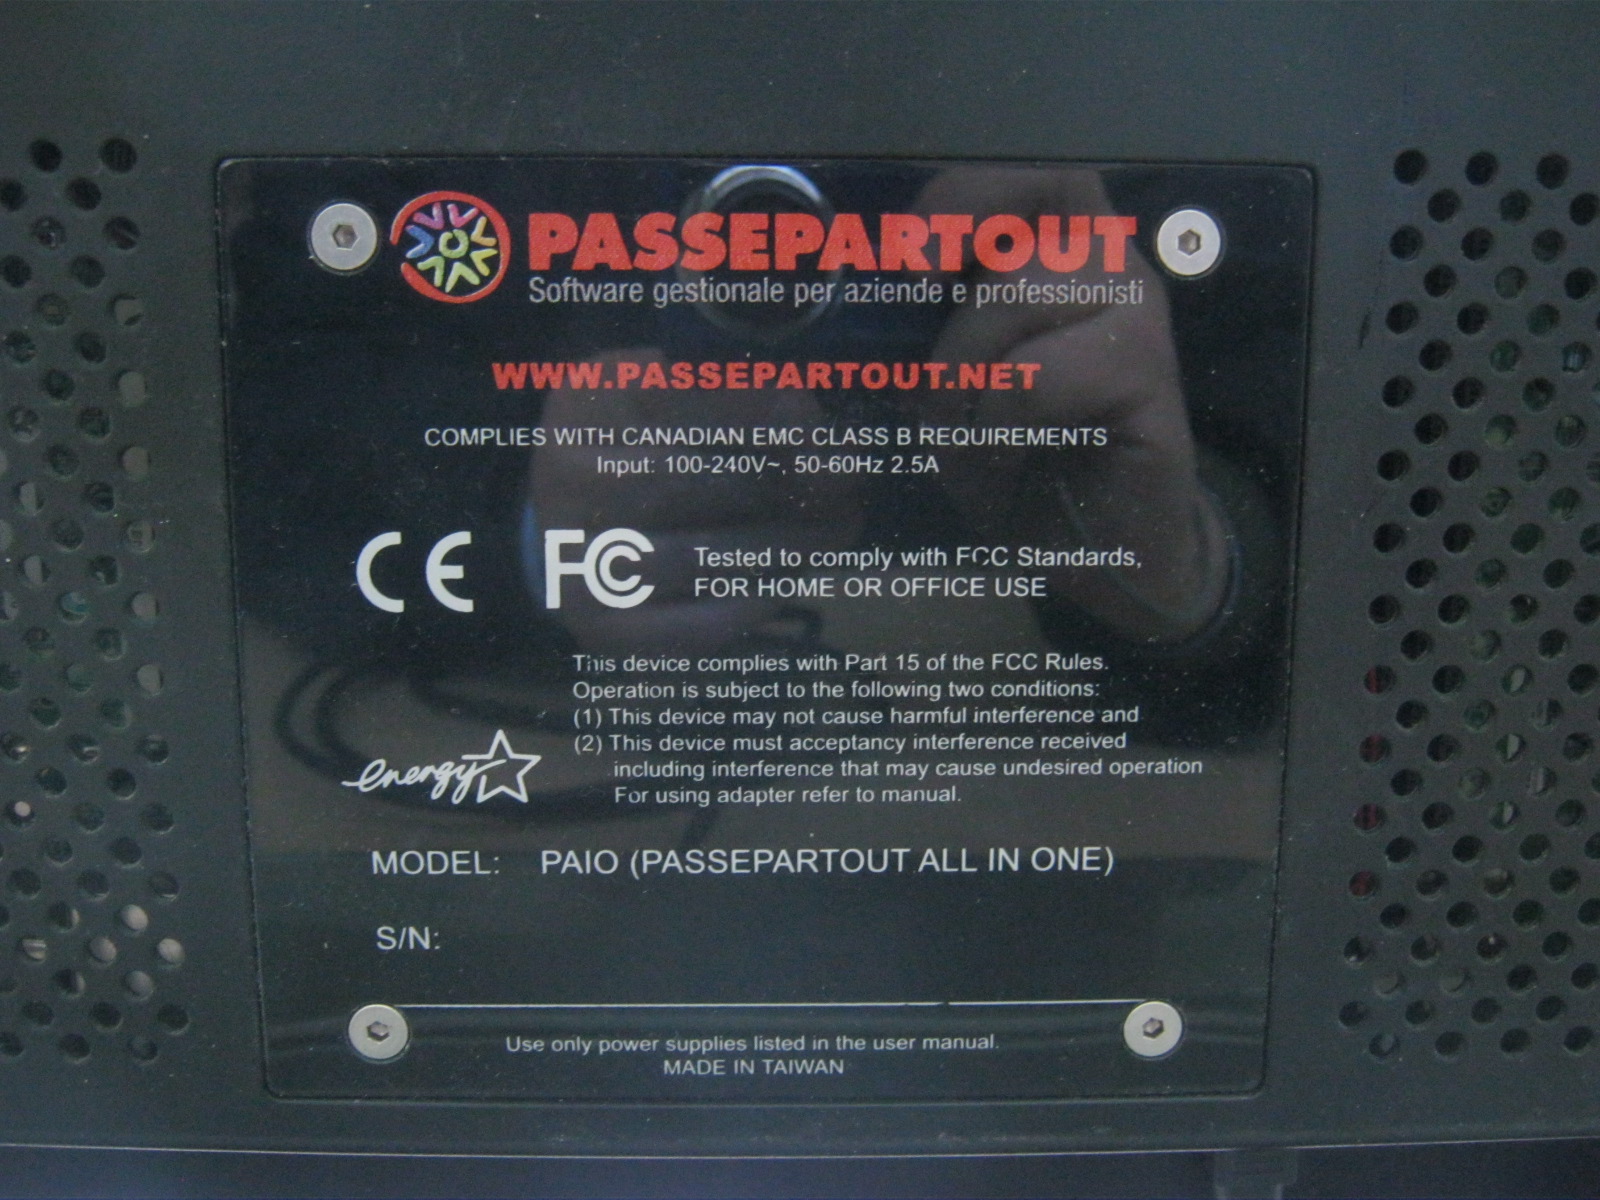 PASSEPARTOUT
Software gestionale per aziende e professionisti
WWW.PASSEPARTOUT.NET
COMPLIES WITH CANADIAN EMC CLASS B REQUIREMENTS
Input: 100-240V~, 50-60Hz 2.5A
CE FC Tested to comply with FCC Standards,
FOR HOME OR OFFICE USE
This device complies with Part 15 of the FCC Rules.
Operation is subject to the following two conditions:
(1) This device may not cause harmful interference and
(2) This device must acceptancy interference received
including interference that may cause undesired operation
For using adapter refer to manual.
energy
MODEL: PAIO (PASSEPARTOUT ALL IN ONE)
S/N:
Use only power supplies listed in the user manual.
MADE IN TAIWAN